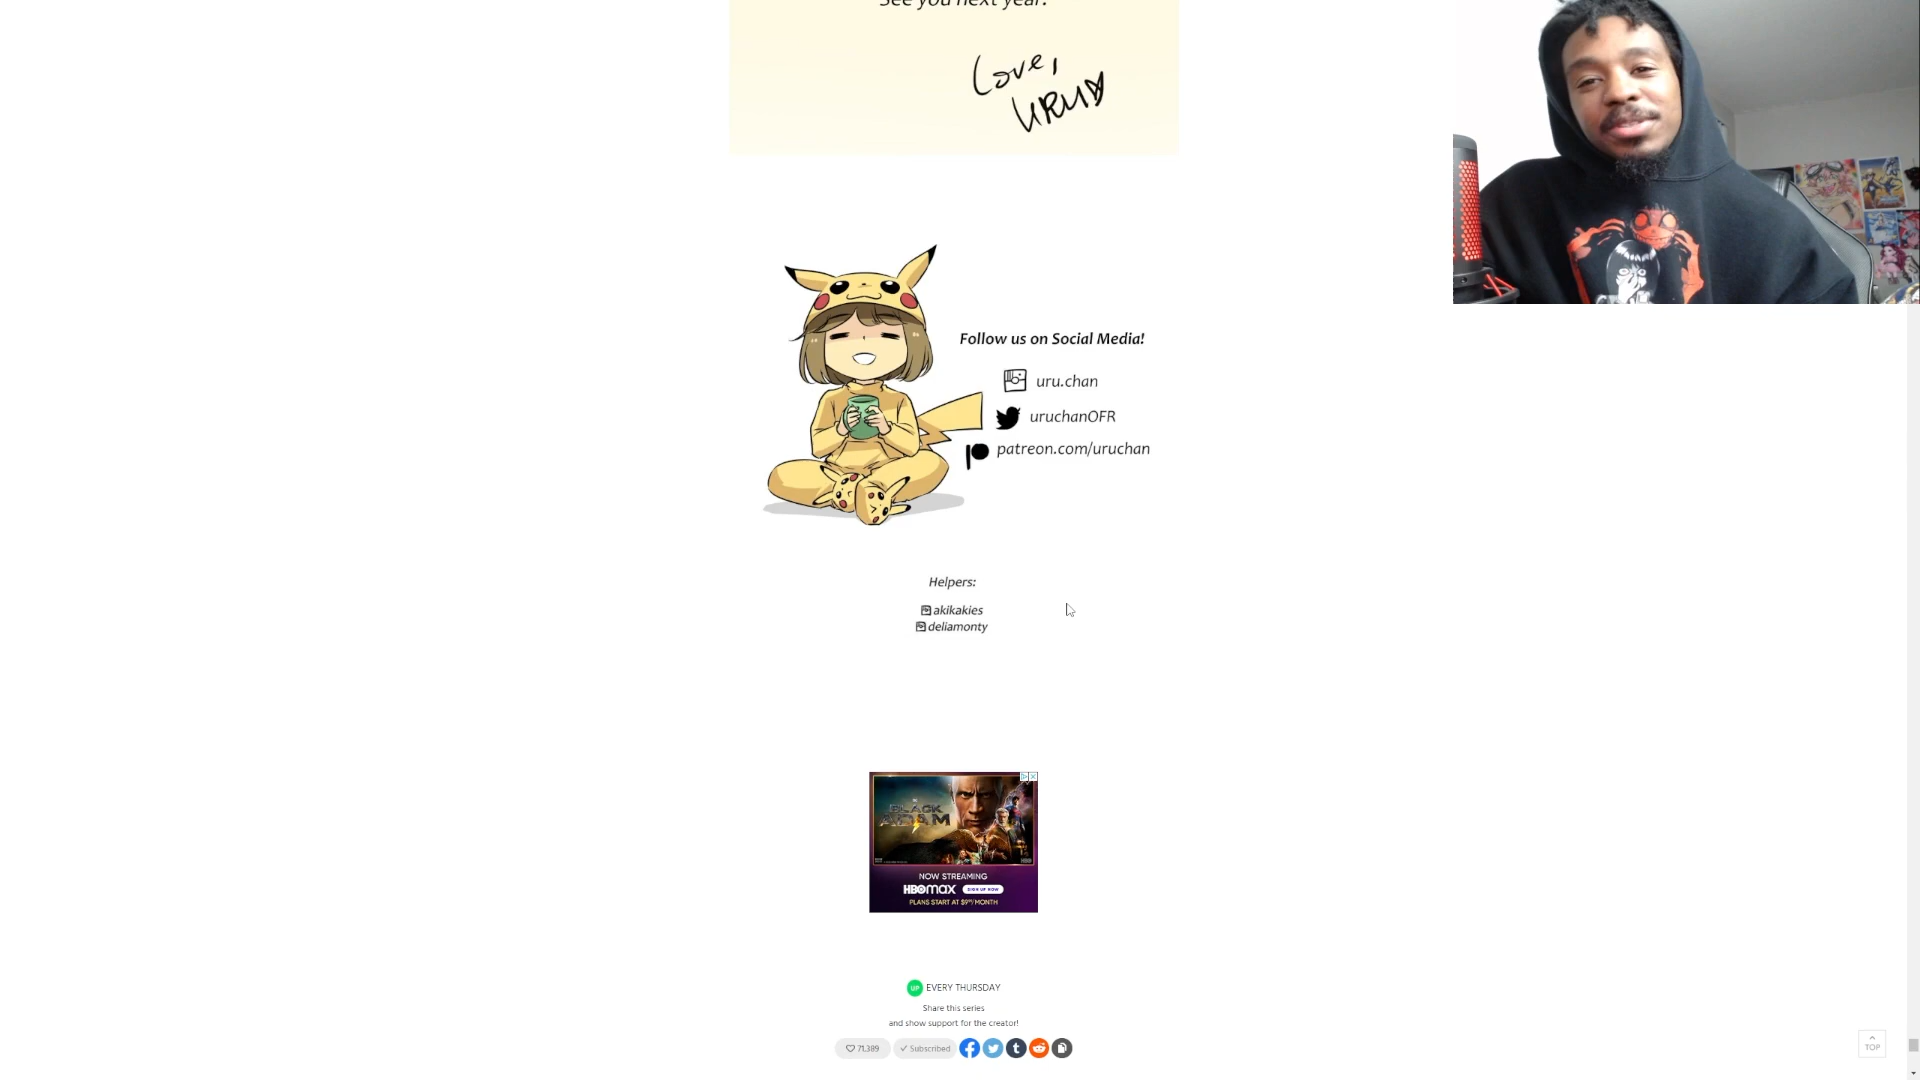 See you next year!
Love,
URU
Follow us on Social Media!
uru.chan
uruchanOFR
patreon.com/uruchan
Helpers:
akikakies
deliamonty
BLACK
ADAM
NOW STREAMING
HBOMAX SIGN UP NOW
PLANS START AT $9.99/MONTH
UP EVERY THURSDAY
Share this series
and show support for the creator!
71,389 Subscribed
TOP